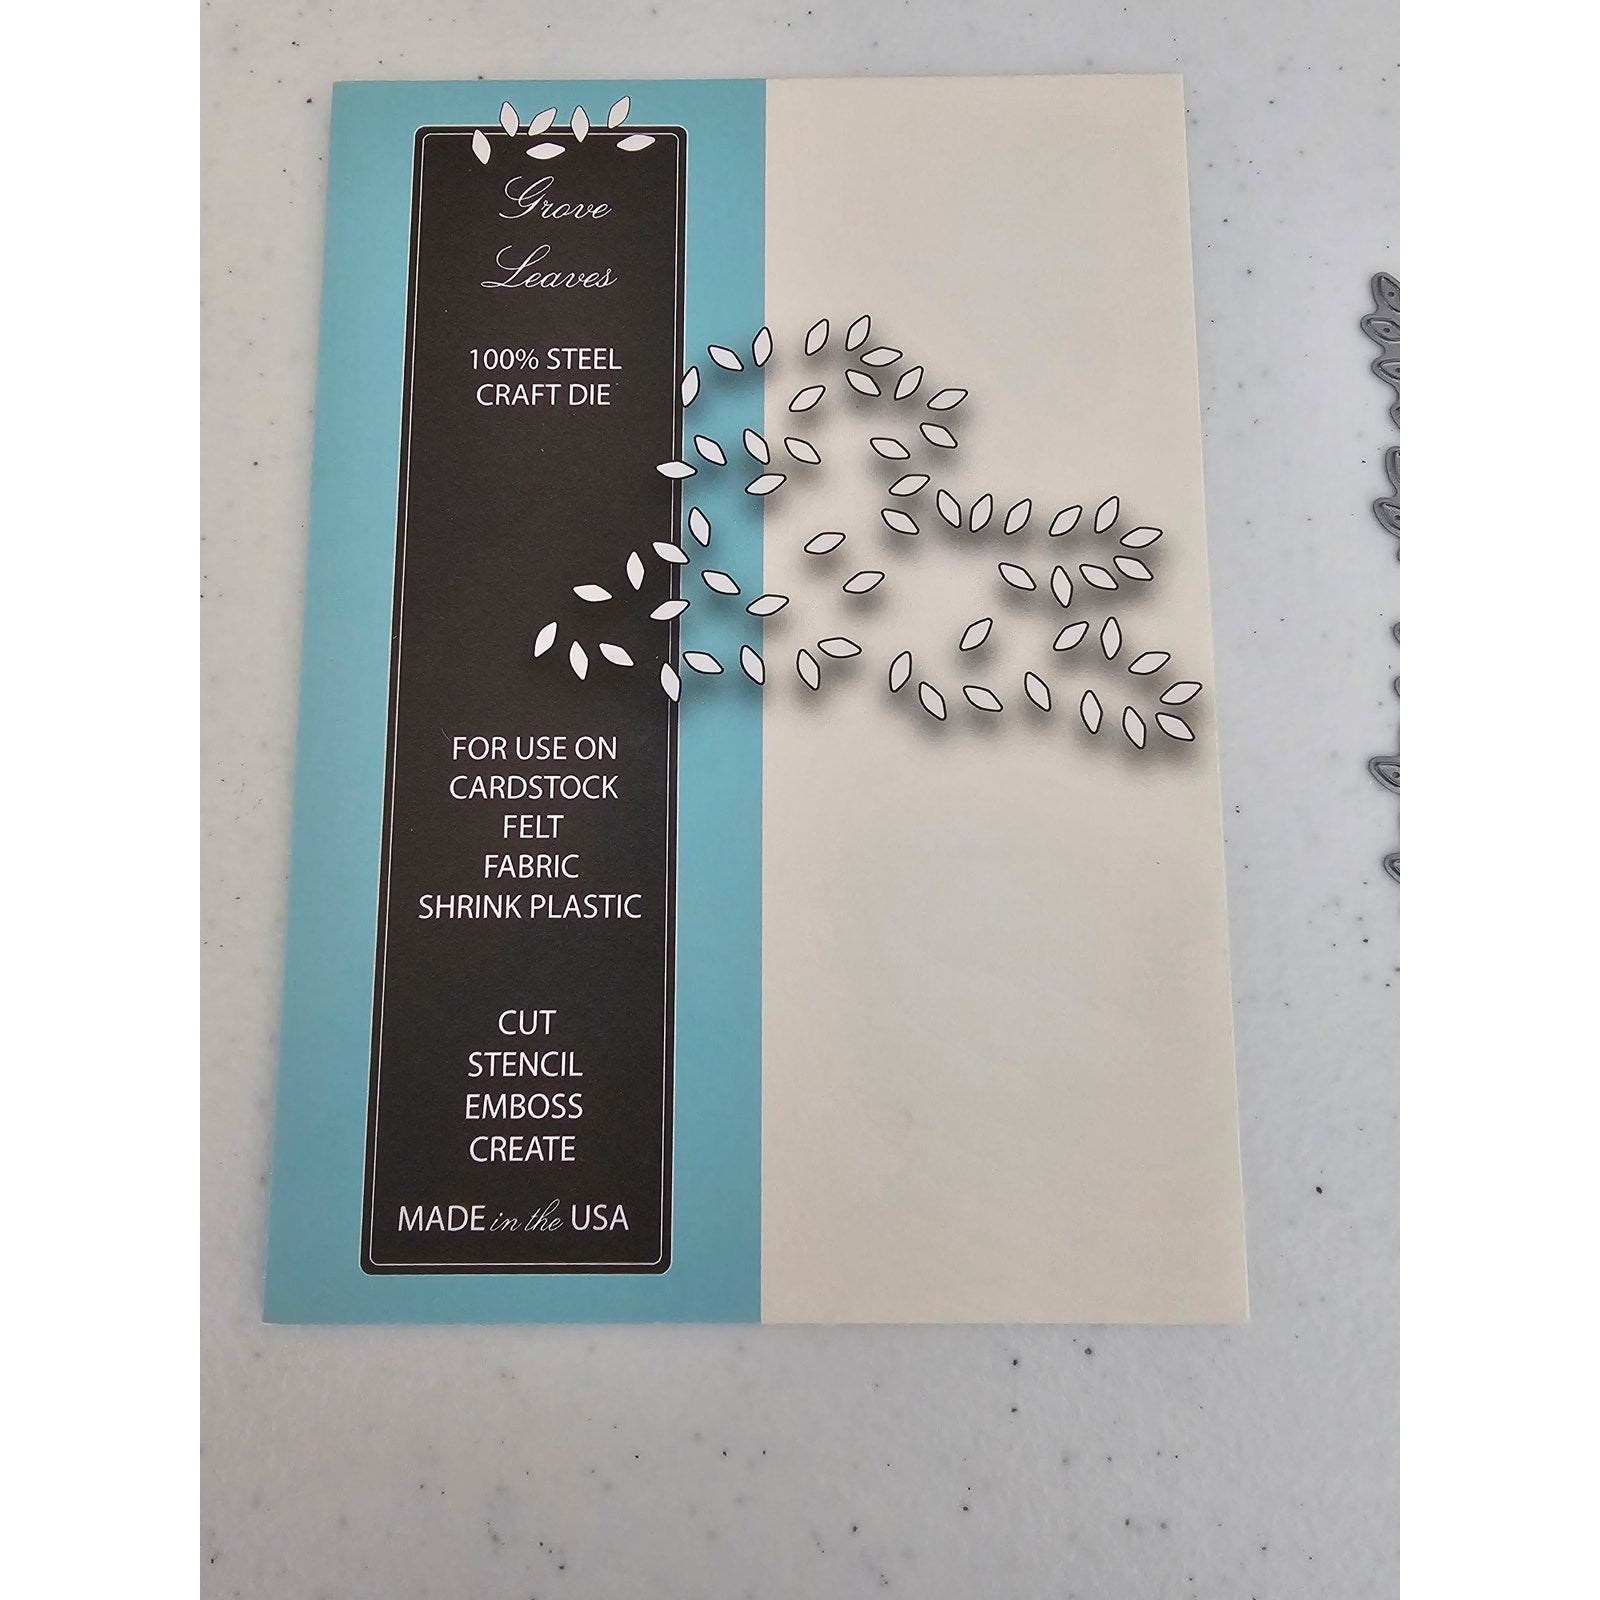 Grove
Leaves
100% STEEL
CRAFT DIE
FOR USE ON
CARDSTOCK
FELT
FABRIC
SHRINK PLASTIC
CUT
STENCIL
EMBOSS
CREATE
MADE in the USA